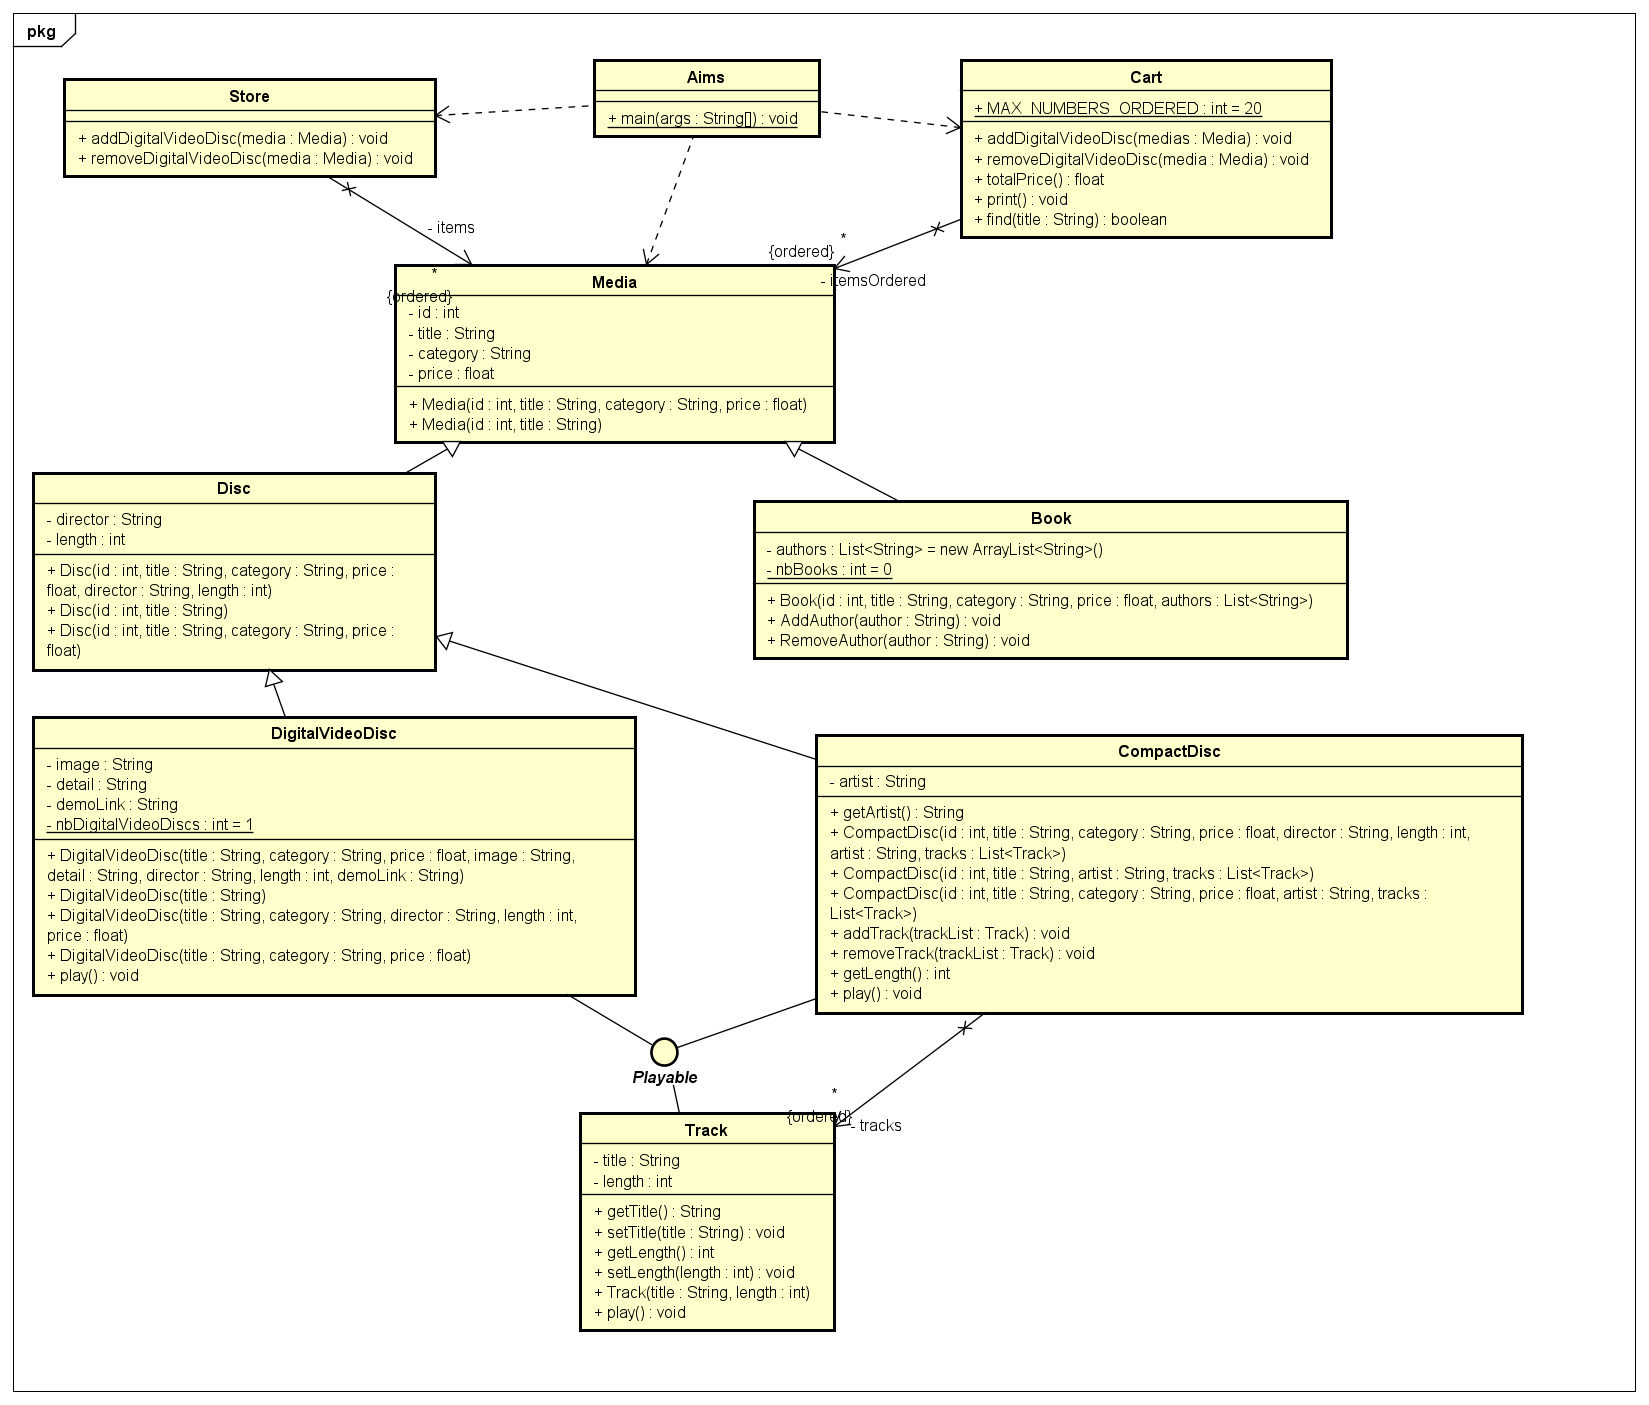 pkg
Store
+ addDigitalVideoDisc(media : Media) : void
+ removeDigitalVideoDisc(media : Media) : void
Aims
+ main(args : String[]) : void
Cart
+ MAX_NUMBERS_ORDERED : int = 20
+ addDigitalVideoDisc(medias : Media) : void
+ removeDigitalVideoDisc(media : Media) : void
+ totalPrice() : float
+ print() : void
+ find(title : String) : boolean
- items
*
{ordered}
*
{ordered}
- itemsOrdered
Media
- id : int
- title : String
- category : String
- price : float
+ Media(id : int, title : String, category : String, price : float)
+ Media(id : int, title : String)
Disc
- director : String
- length : int
+ Disc(id : int, title : String, category : String, price :
float, director : String, length : int)
+ Disc(id : int, title : String)
+ Disc(id : int, title : String, category : String, price :
float)
Book
- authors : List<String> = new ArrayList<String>()
- nbBooks : int = 0
+ Book(id : int, title : String, category : String, price : float, authors : List<String>)
+ AddAuthor(author : String) : void
+ RemoveAuthor(author : String) : void
DigitalVideoDisc
- image : String
- detail : String
- demoLink : String
- nbDigitalVideoDiscs : int = 1
+ DigitalVideoDisc(title : String, category : String, price : float, image : String,
detail : String, director : String, length : int, demoLink : String)
+ DigitalVideoDisc(title : String)
+ DigitalVideoDisc(title : String, category : String, director : String, length : int,
price : float)
+ DigitalVideoDisc(title : String, category : String, price : float)
+ play() : void
CompactDisc
- artist : String
+ getArtist() : String
+ CompactDisc(id : int, title : String, category : String, price : float, director : String, length : int,
artist : String, tracks : List<Track>)
+ CompactDisc(id : int, title : String, artist : String, tracks : List<Track>)
+ CompactDisc(id : int, title : String, category : String, price : float, artist : String, tracks :
List<Track>)
+ addTrack(trackList : Track) : void
+ removeTrack(trackList : Track) : void
+ getLength() : int
+ play() : void
Playable
*
{ordered}
- tracks
Track
- title : String
- length : int
+ getTitle() : String
+ setTitle(title : String) : void
+ getLength() : int
+ setLength(length : int) : void
+ Track(title : String, length : int)
+ play() : void